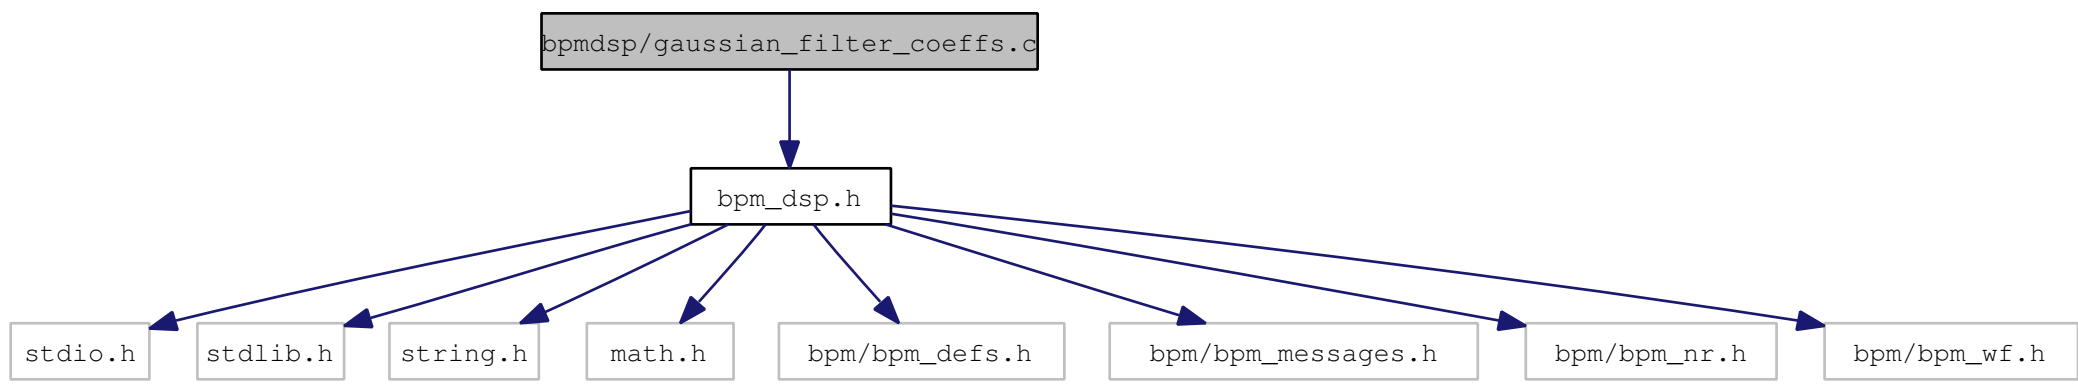 bpmdsp/gaussian_filter_coeffs.c
bpm_dsp.h
stdio.h
stdlib.h
string.h
math.h
bpm/bpm_defs.h
bpm/bpm_messages.h
bpm/bpm_nr.h
bpm/bpm_wf.h